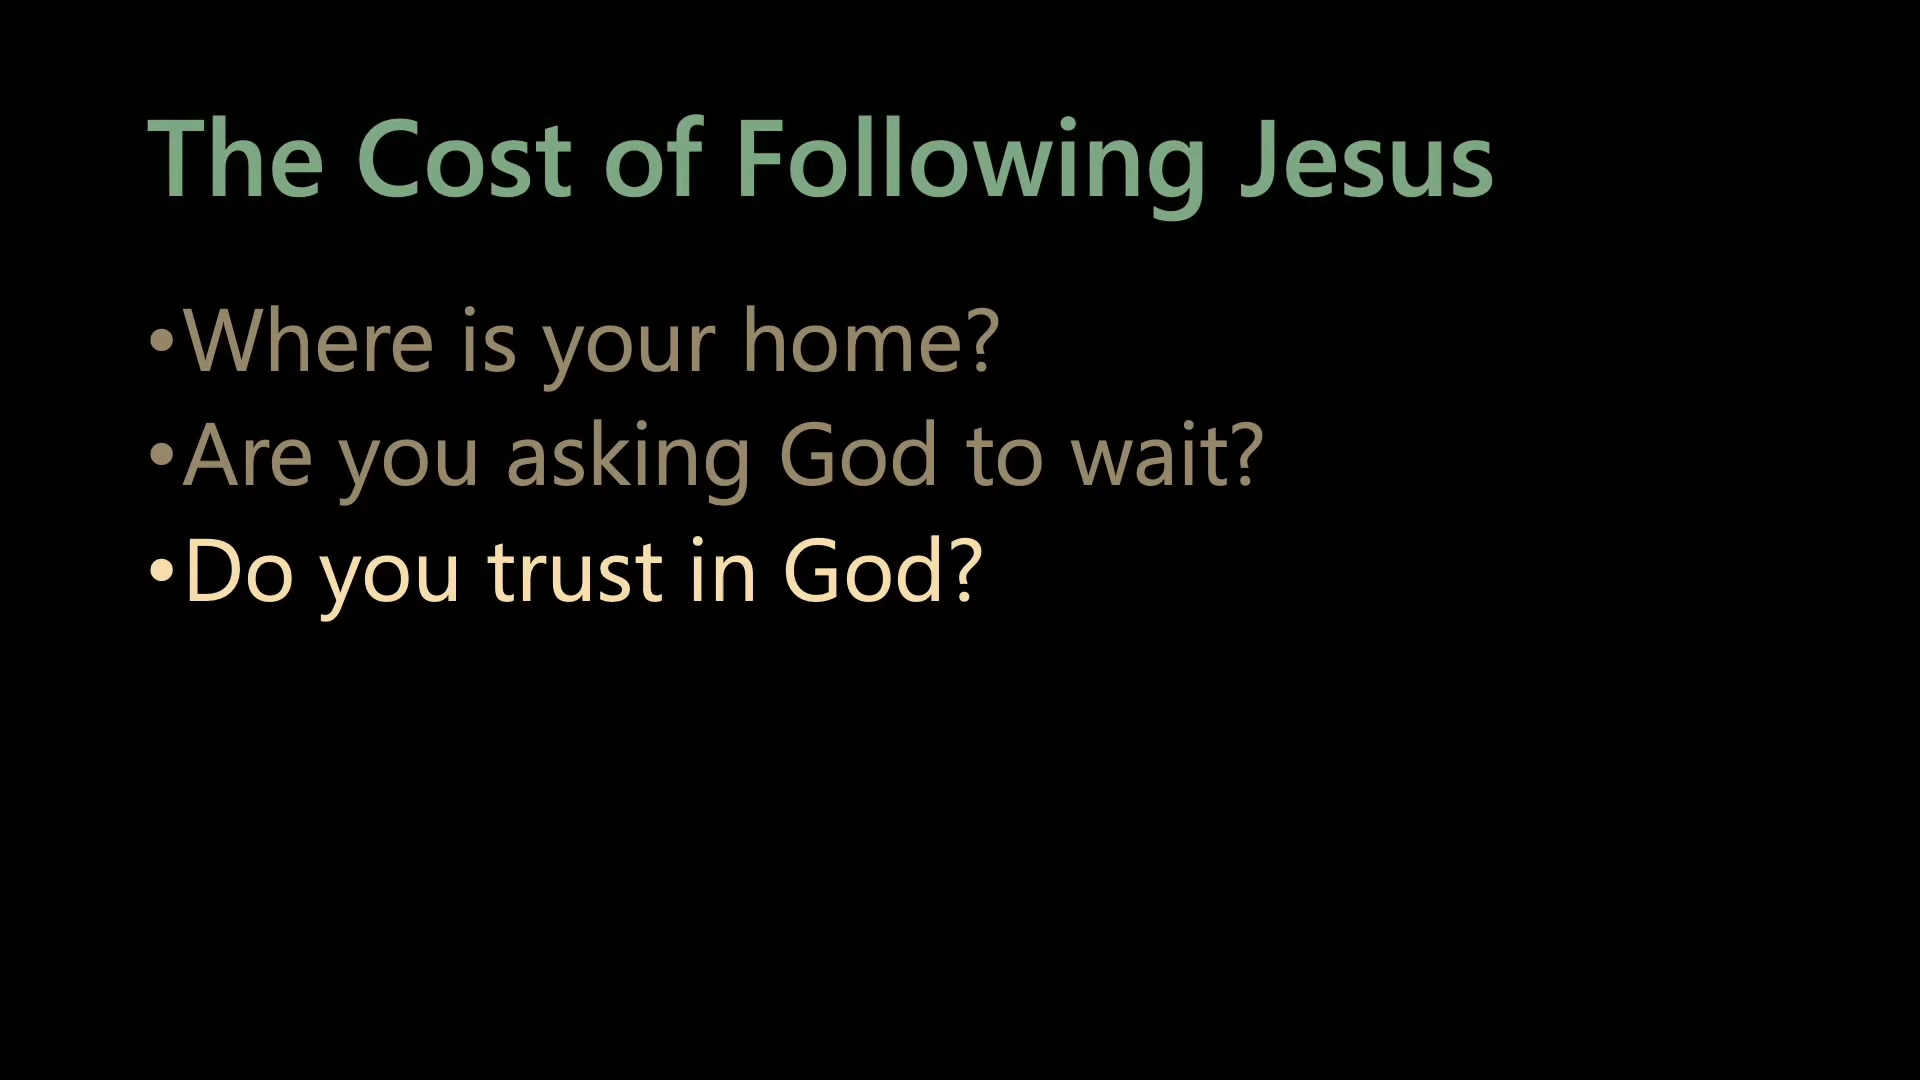 The Cost of Following Jesus
•Where is your home?
•Are you asking God to wait?
•Do you trust in God?